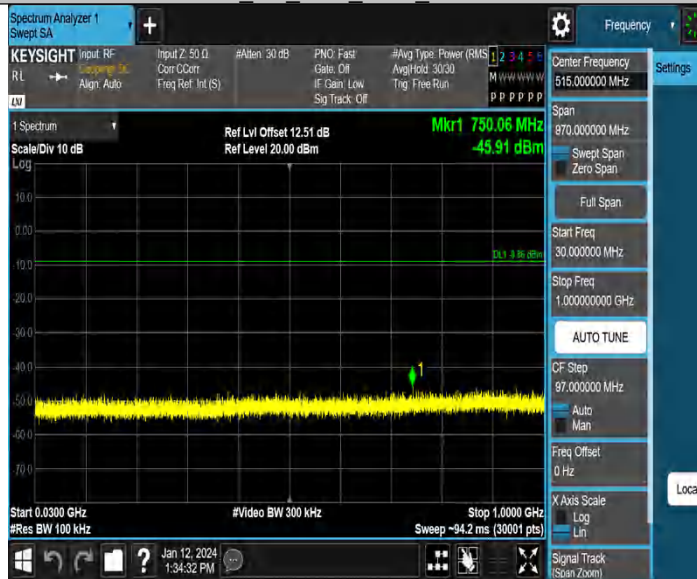 Spectrum Analyzer 1
Swept SA
+
Frequency
KEYSIGHT
Input: RF
Coupling: DC
Align: Auto
Input Z: 50 Ω
Corr CCorr
Freq Ref: Int (S)
#Atten: 30 dB
PNO: Fast
Gate: Off
IF Gain: Low
Sig Track: Off
#Avg Type: Power (RMS
Avg|Hold: 30/30
Trig: Free Run
1 2 3 4 5 6
M W W W W W
P P P P P P
RL
LXI
1 Spectrum
Scale/Div 10 dB
Log
Ref Lvl Offset 12.51 dB
Ref Level 20.00 dBm
Mkr1 750.06 MHz
-45.91 dBm
10.0
0.00
-10.0
-20.0
-30.0
-40.0
-50.0
-60.0
-70.0
1
Start 0.0300 GHz
#Res BW 100 kHz
#Video BW 300 kHz
Stop 1.0000 GHz
Sweep ~94.2 ms (30001 pts)
Jan 12, 2024
1:34:32 PM
?
Center Frequency
515.000000 MHz
Settings
Span
970.000000 MHz
Swept Span
Zero Span
Full Span
Start Freq
30.000000 MHz
Stop Freq
1.000000000 GHz
AUTO TUNE
CF Step
97.000000 MHz
Auto
Man
Freq Offset
0 Hz
X Axis Scale
Log
Lin
Loca
Signal Track
(Span Zoom)